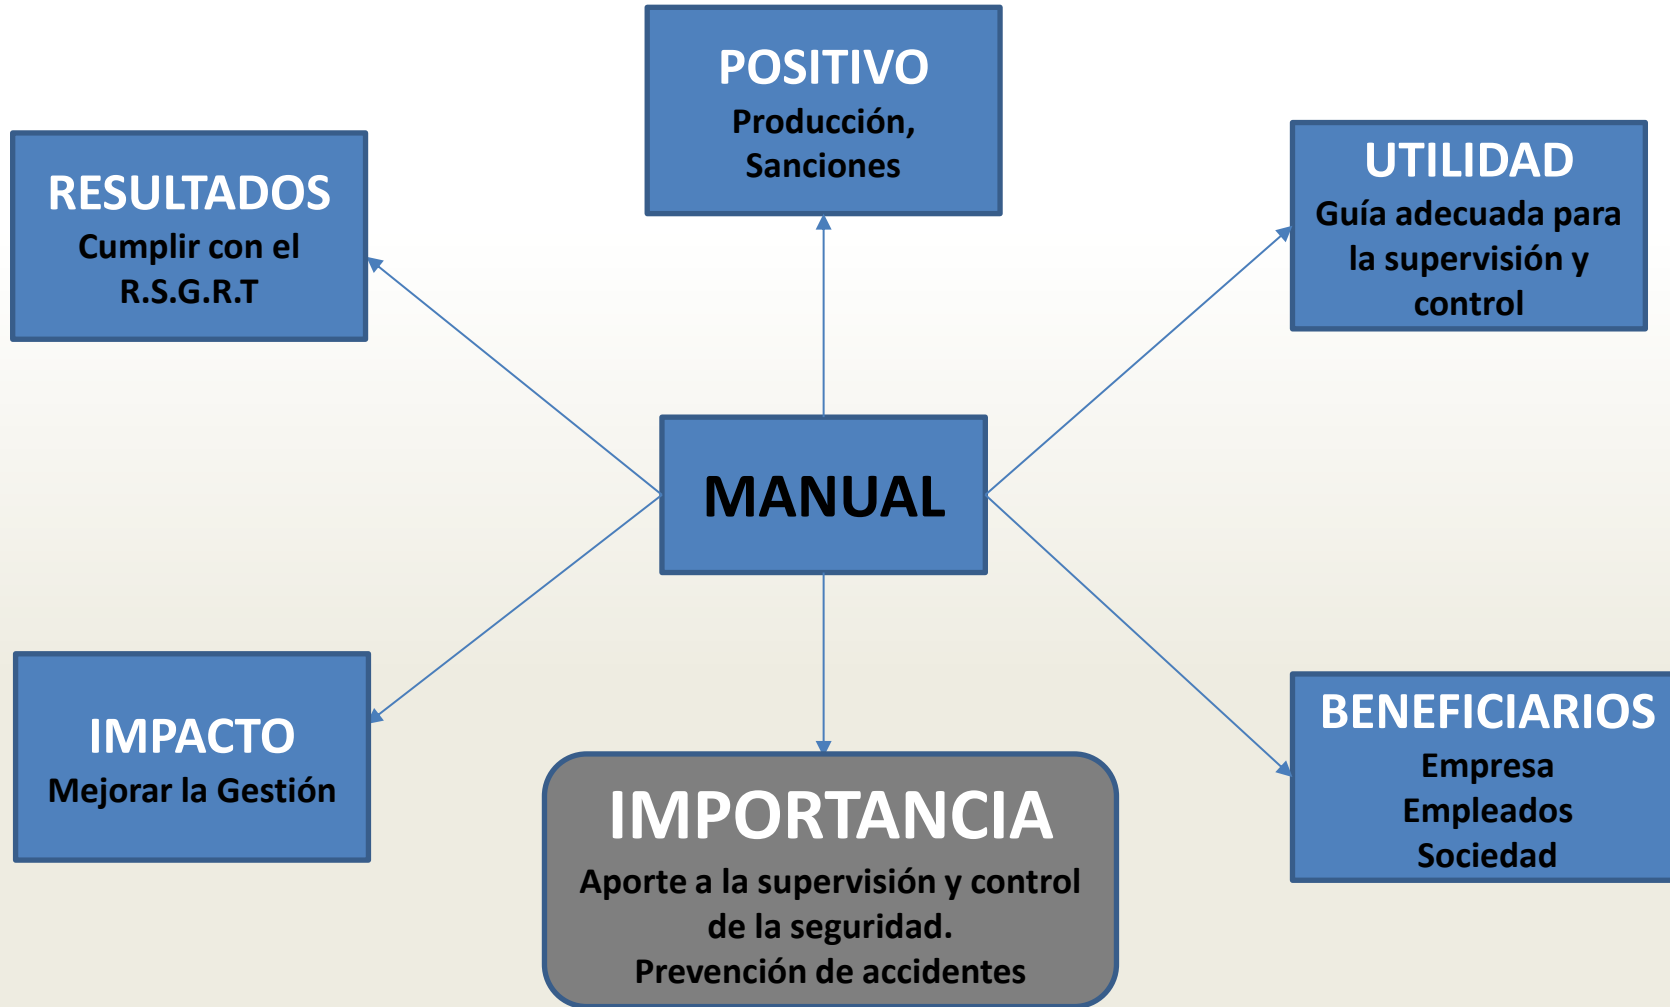 POSITIVO
Producción,
Sanciones
RESULTADOS
Cumplir con el
R.S.G.R.T
UTILIDAD
Guía adecuada para
la supervisión y
control
MANUAL
IMPACTO
Mejorar la Gestión
IMPORTANCIA
Aporte a la supervisión y control
de la seguridad.
Prevención de accidentes
BENEFICIARIOS
Empresa
Empleados
Sociedad